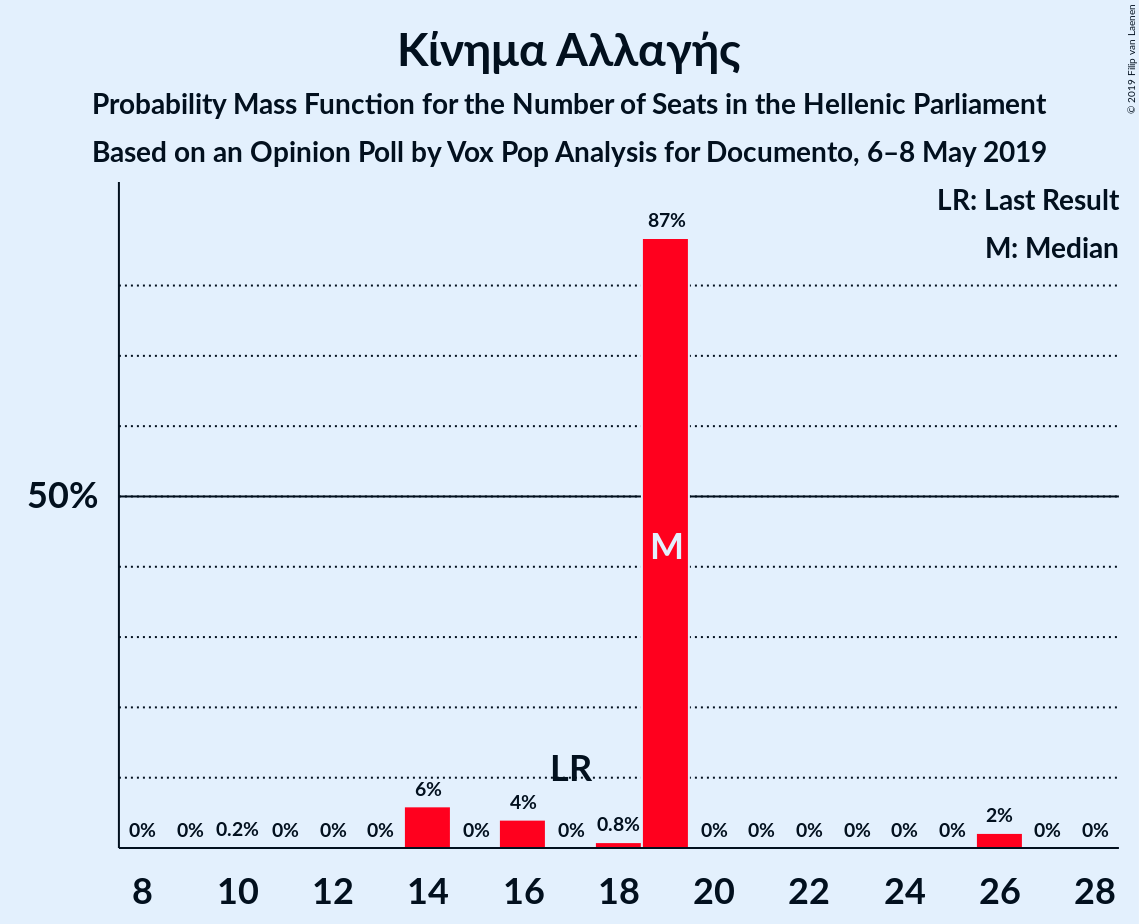 Κίνημα Αλλαγής
Probability Mass Function for the Number of Seats in the Hellenic Parliament
Based on an Opinion Poll by Vox Pop Analysis for Documento, 6–8 May 2019
© 2019 Filip van Laenen
LR: Last Result
M: Median
87%
50%
M
LR
6%
4%
2%
0% 0% 0.2% 0% 0% 0% 0% 0% 0.8% 0% 0% 0% 0% 0% 0% 0% 0%
8 10 12 14 16 18 20 22 24 26 28